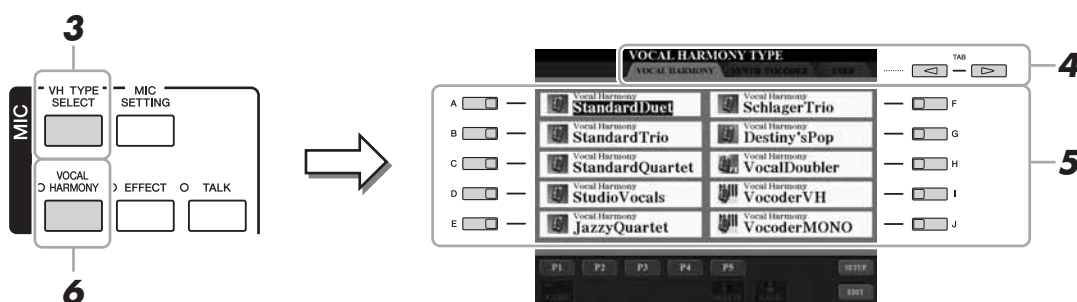 3
MIC
VH TYPE SELECT
MIC SETTING
VOCAL HARMONY
EFFECT
TALK
6
VOCAL HARMONY TYPE
VOCAL HARMONY
SYNTH VOCODER
USER
TAB
4
A
Vocal Harmony
StandardDuet
Vocal Harmony
SchlagerTrio
F
B
Vocal Harmony
StandardTrio
Vocal Harmony
Destiny'sPop
G
C
Vocal Harmony
StandardQuartet
Vocal Harmony
VocalDoubler
H
5
D
Vocal Harmony
StudioVocals
Vocal Harmony
VocoderVH
I
E
Vocal Harmony
JazzyQuartet
Vocal Harmony
VocoderMONO
J
P1 P2 P3 P4 P5
SETUP
EDIT